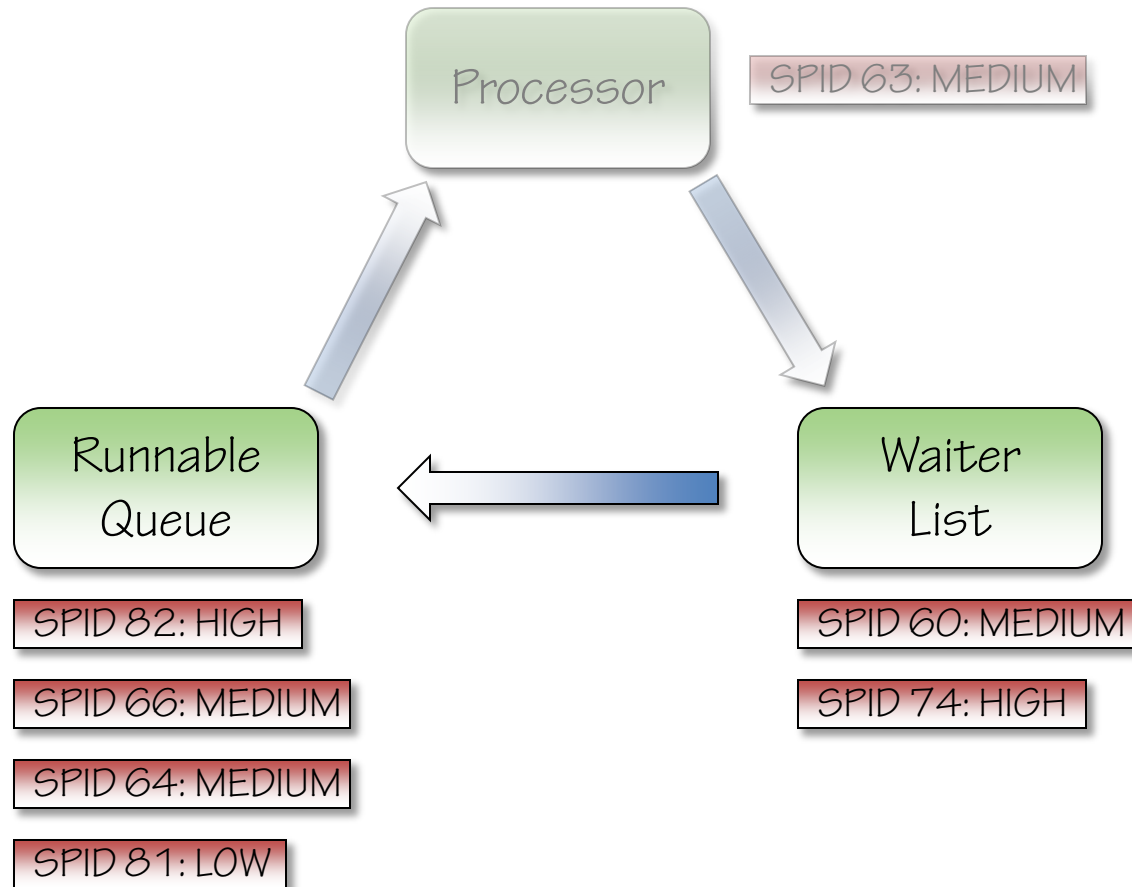 Processor
SPID 63: MEDIUM
Runnable
Queue
Waiter
List
SPID 82: HIGH
SPID 66: MEDIUM
SPID 64: MEDIUM
SPID 81: LOW
SPID 60: MEDIUM
SPID 74: HIGH